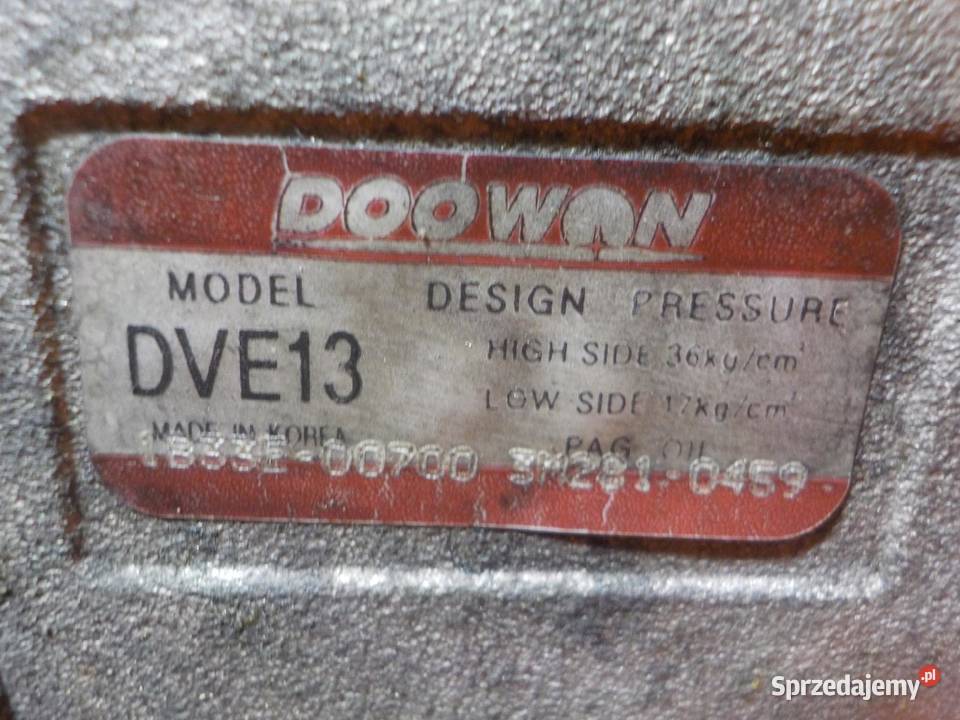 DOOWON
MODEL
DVE13
MADE IN KOREA
DESIGN PRESSURE
HIGH SIDE 36kg/cm²
LOW SIDE 17kg/cm²
PAG OIL
00700 0459
Sprzedajemy.pl